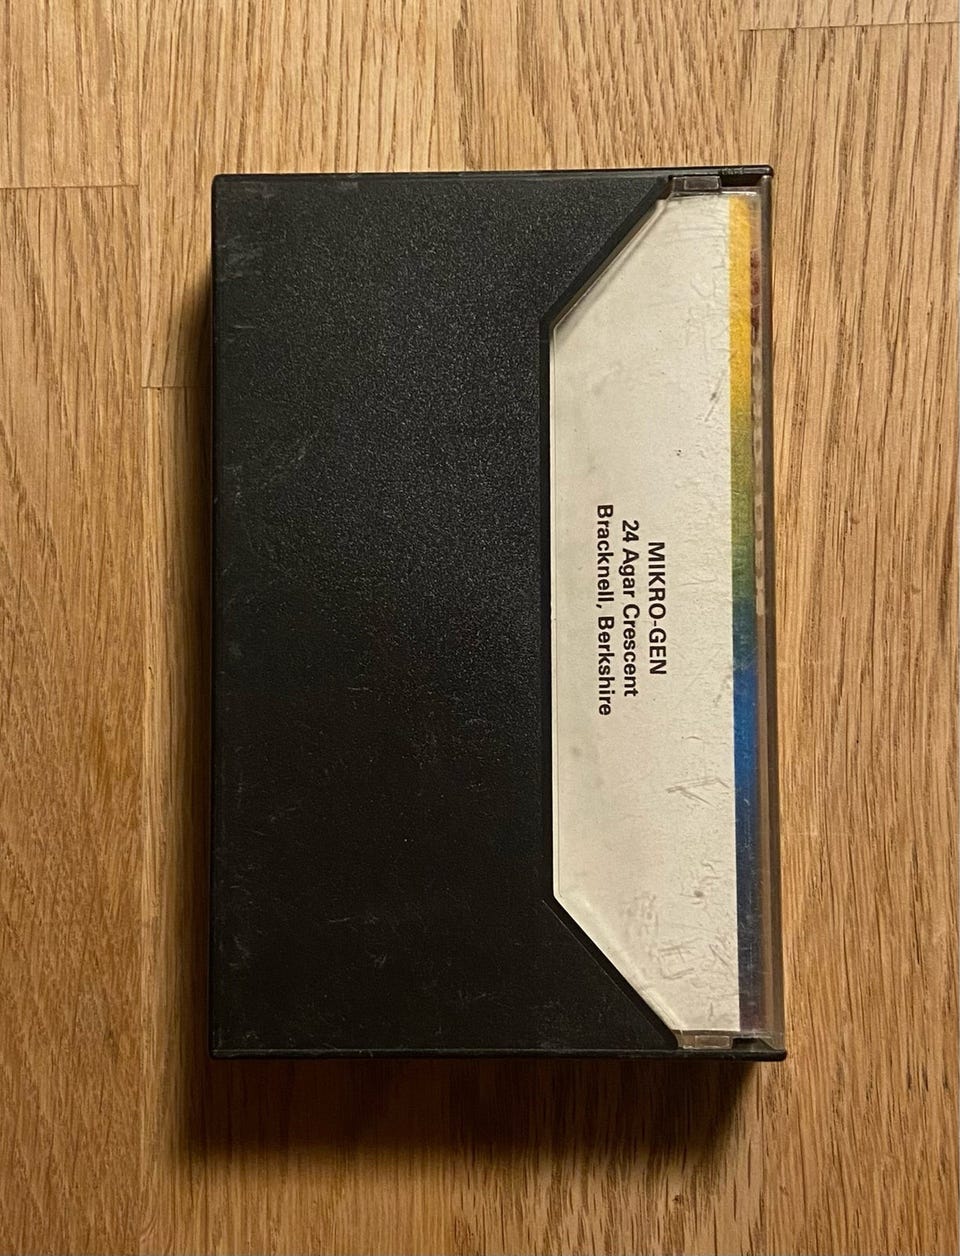 MIKRO-GEN
24 Agar Crescent
Bracknell, Berkshire